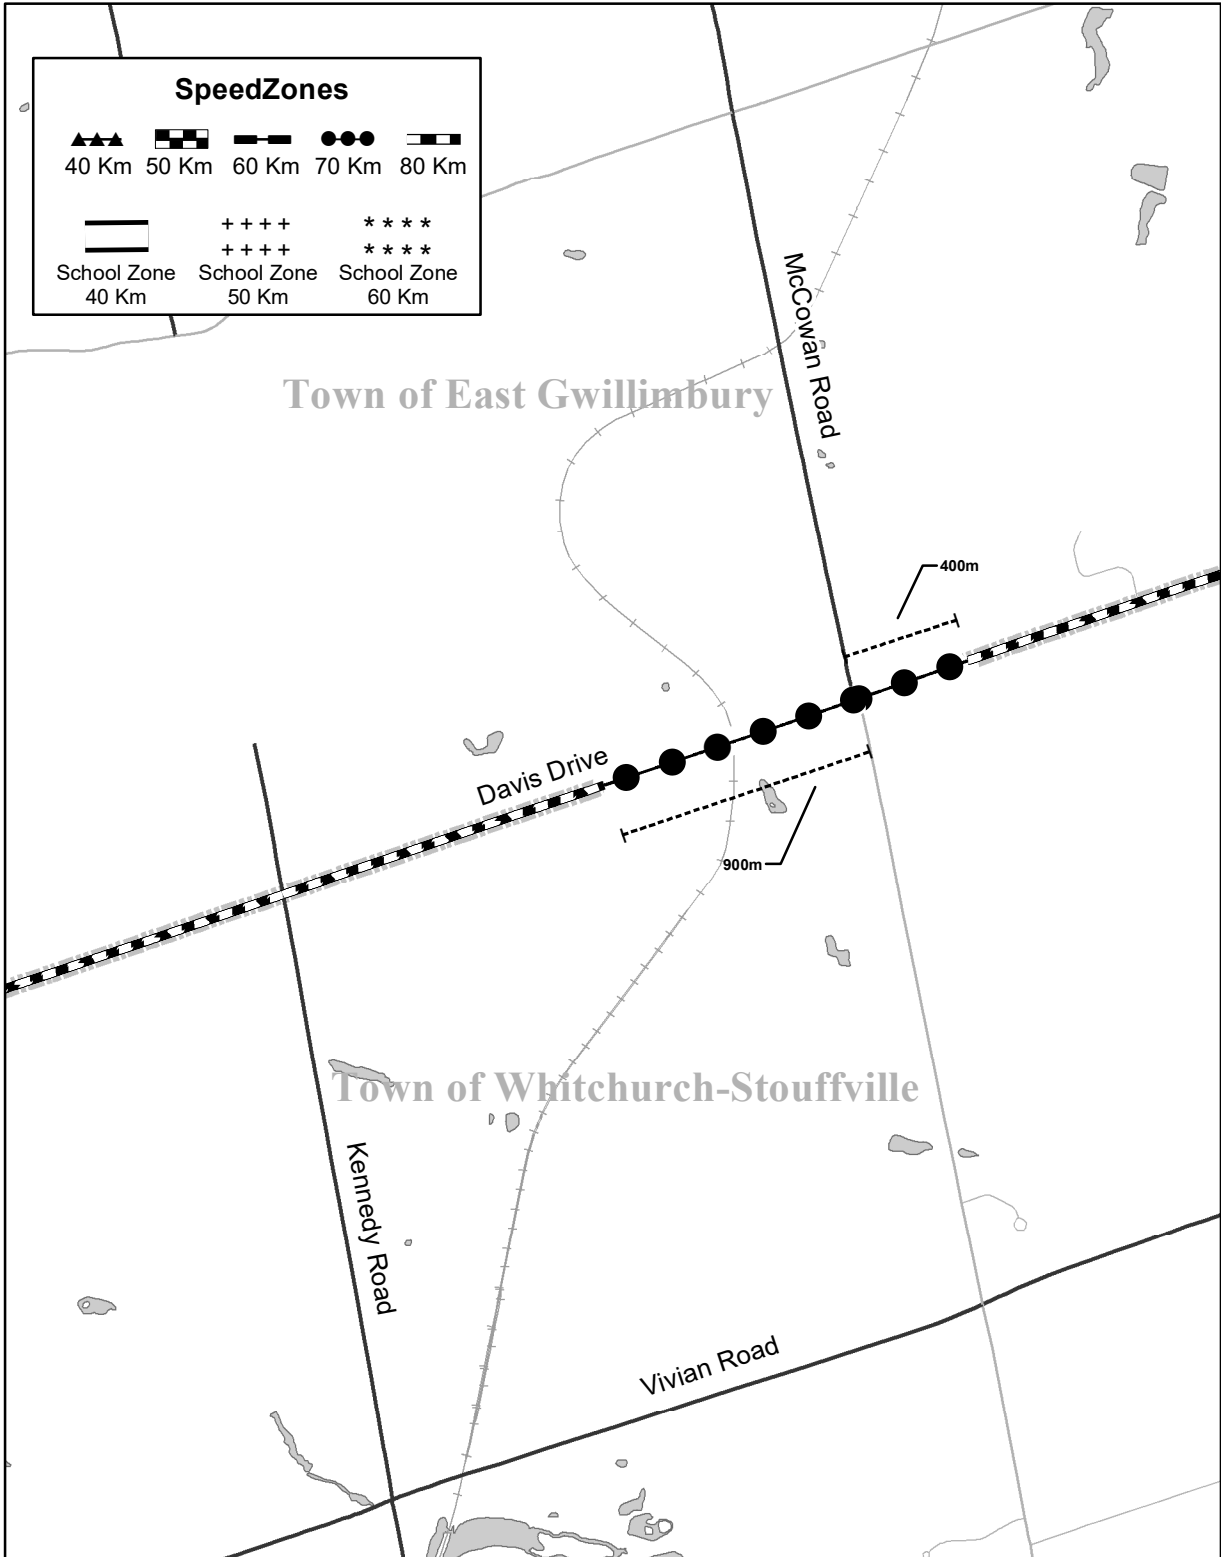 SpeedZones
40 Km 50 Km 60 Km 70 Km 80 Km
School Zone School Zone School Zone
40 Km 50 Km 60 Km
McCowan Road
Town of East Gwillimbury
400m
Davis Drive
900m
Town of Whitchurch-Stouffville
Kennedy Road
Vivian Road